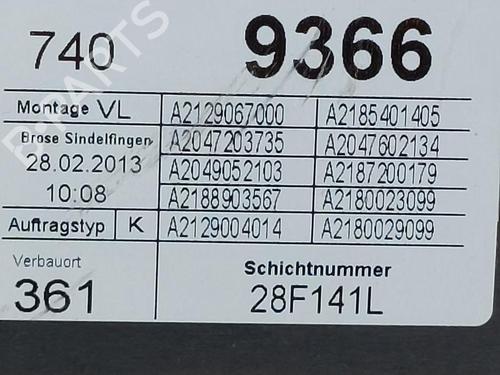 740 9366
Montage VL A2129067000 A2185401405
Brose Sindelfingen A2047203735 A2047602134
28.02.2013 A2049052103 A2187200179
10:08 A2188903567 A2180023099
Auftragstyp K A2129004014 A2180029099
Verbauort Schichtnummer
361 28F141L